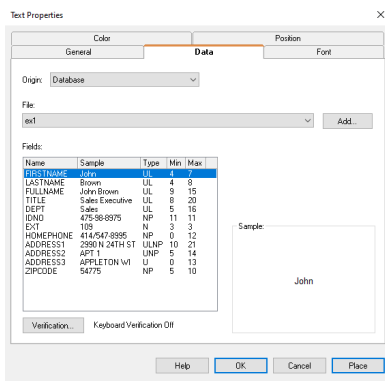 Text Properties
Color Position
General Data Font
Origin: Database
File:
ex1 Add...
Fields:
Name Sample Type Min Max
FIRSTNAME John UL 4 7
LASTNAME Brown UL 4 8
FULLNAME John Brown UL 9 15
TITLE Sales Executive UL 8 20
DEPT Sales UL 5 16
IDNO 475-98-8975 NP 11 11
EXT 109 N 3 3
HOMEPHONE 414/547-8995 NP 0 12
ADDRESS1 2990 N 24TH ST ULNP 10 21
ADDRESS2 APT 1 UNP 5 14
ADDRESS3 APPLETON WI U 0 13
ZIPCODE 54775 NP 5 10
Sample:
John
Verification... Keyboard Verification Off
Help OK Cancel Place